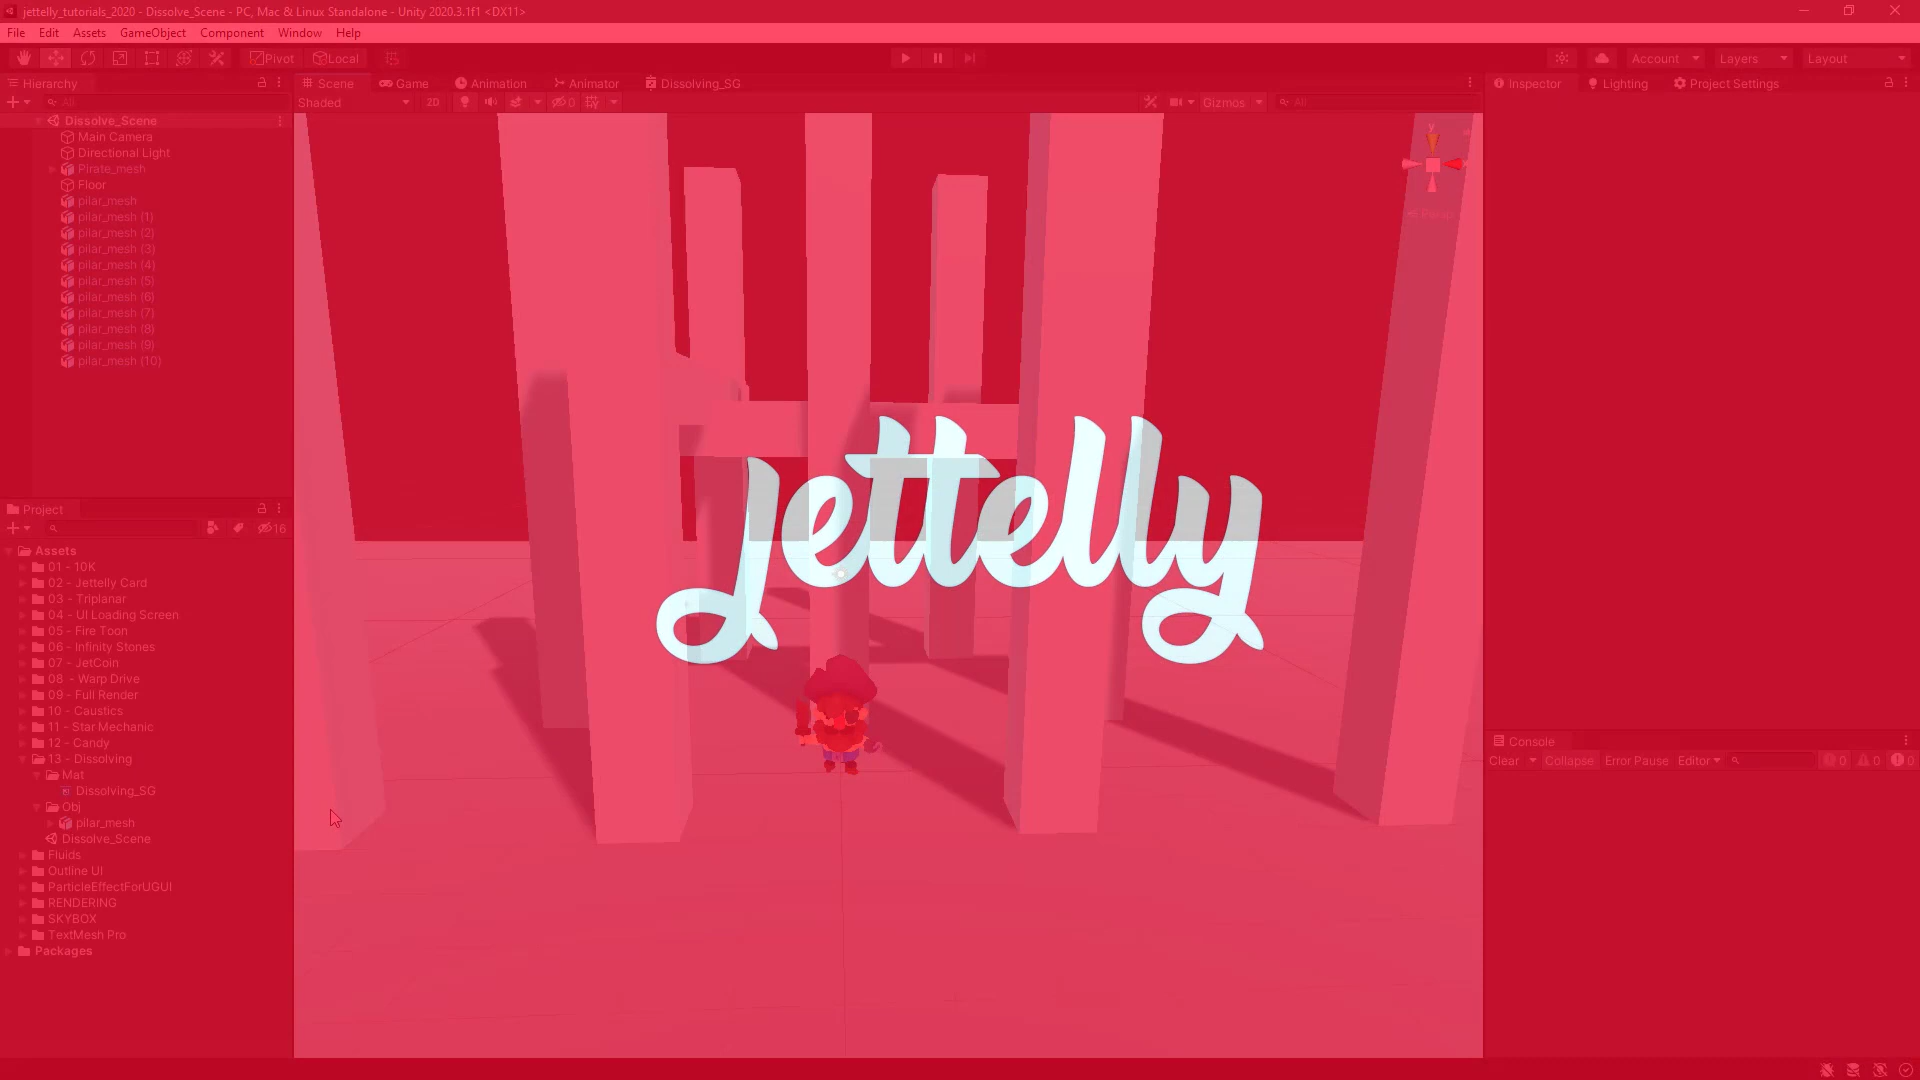 jettelly_tutorials_2020 - Dissolve_Scene - PC, Mac & Linux Standalone - Unity 2020.3.1f1 <DX11>
File Edit Assets GameObject Component Window Help
Pivot Local Account Layers Layout
Hierarchy
All
Dissolve_Scene
Main Camera
Directional Light
Pirate_mesh
Floor
pilar_mesh
pilar_mesh (1)
pilar_mesh (2)
pilar_mesh (3)
pilar_mesh (4)
pilar_mesh (5)
pilar_mesh (6)
pilar_mesh (7)
pilar_mesh (8)
pilar_mesh (9)
pilar_mesh (10)
Scene Game Animation Animator Dissolving_SG
Shaded 2D 0 Gizmos All
y
Persp
jettelly
Project
16
Assets
01 - 10K
02 - Jettelly Card
03 - Triplanar
04 - UI Loading Screen
05 - Fire Toon
06 - Infinity Stones
07 - JetCoin
08 - Warp Drive
09 - Full Render
10 - Caustics
11 - Star Mechanic
12 - Candy
13 - Dissolving
Mat
Dissolving_SG
Obj
pilar_mesh
Dissolve_Scene
Fluids
Outline UI
ParticleEffectForUGUI
RENDERING
SKYBOX
TextMesh Pro
Packages
Inspector Lighting Project Settings
Console
Clear Collapse Error Pause Editor 0 0 0